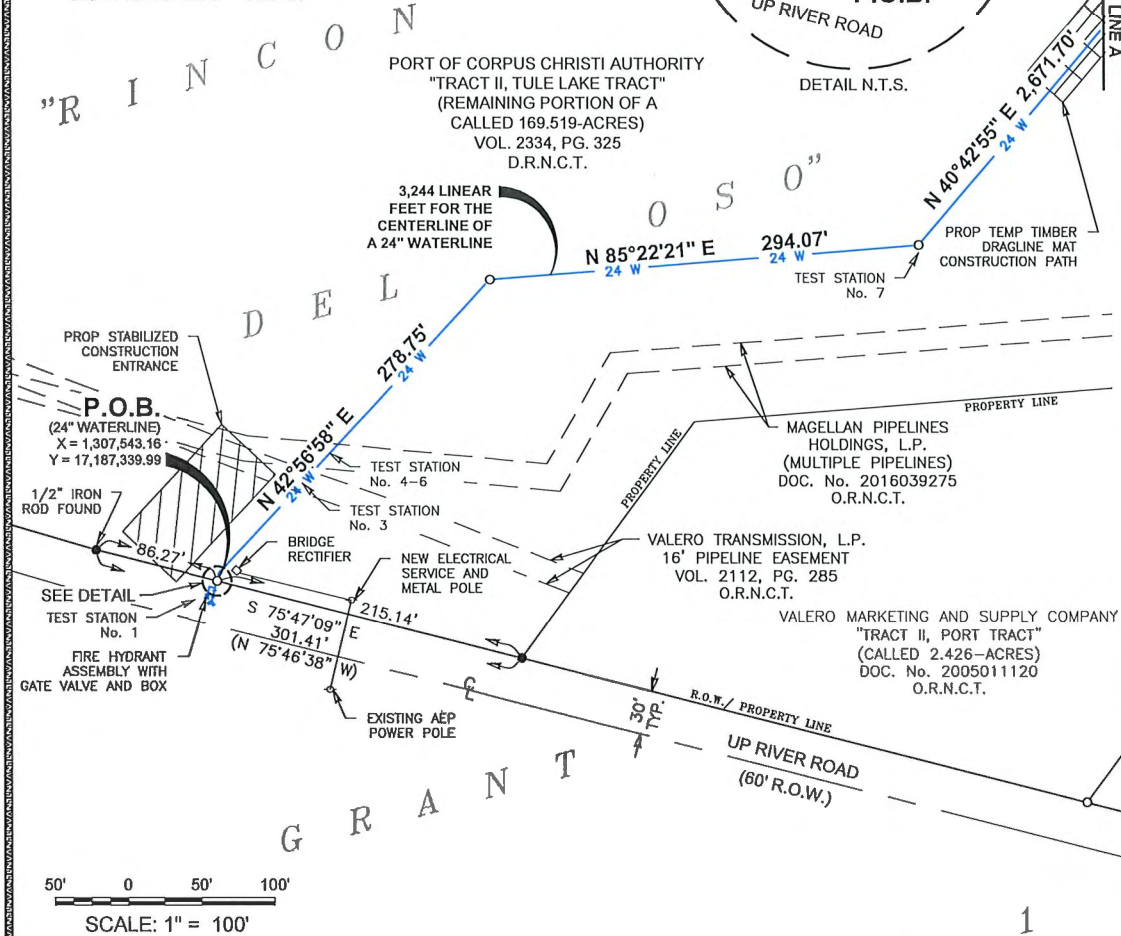 UP RIVER ROAD
DETAIL N.T.S.
LINE A
"R I N C O N
PORT OF CORPUS CHRISTI AUTHORITY
"TRACT II, TULE LAKE TRACT"
(REMAINING PORTION OF A
CALLED 169.519-ACRES)
VOL. 2334, PG. 325
D.R.N.C.T.
D E L
O S O"
3,244 LINEAR
FEET FOR THE
CENTERLINE OF
A 24" WATERLINE
N 85°22'21" E 294.07'
24 W 24 W
N 40°42'55" E 2,671.70'
24 W
PROP TEMP TIMBER
DRAGLINE MAT
CONSTRUCTION PATH
TEST STATION
No. 7
PROP STABILIZED
CONSTRUCTION
ENTRANCE
N 42°56'58" E 278.75'
24 W 24 W
P.O.B.
(24" WATERLINE)
X = 1,307,543.16
Y = 17,187,339.99
1/2" IRON
ROD FOUND
TEST STATION
No. 4-6
TEST STATION
No. 3
PROPERTY LINE
PROPERTY LINE
MAGELLAN PIPELINES
HOLDINGS, L.P.
(MULTIPLE PIPELINES)
DOC. No. 2016039275
O.R.N.C.T.
86.27'
BRIDGE
RECTIFIER
NEW ELECTRICAL
SERVICE AND
METAL POLE
VALERO TRANSMISSION, L.P.
16' PIPELINE EASEMENT
VOL. 2112, PG. 285
O.R.N.C.T.
SEE DETAIL
TEST STATION
No. 1
FIRE HYDRANT
ASSEMBLY WITH
GATE VALVE AND BOX
215.14'
S 75°47'09" E
301.41'
(N 75°46'38" W)
VALERO MARKETING AND SUPPLY COMPANY
"TRACT II, PORT TRACT"
(CALLED 2.426-ACRES)
DOC. No. 2005011120
O.R.N.C.T.
EXISTING AEP
POWER POLE
30'
TYP.
R.O.W./ PROPERTY LINE
UP RIVER ROAD
(60' R.O.W.)
G R A N T
1
50' 0 50' 100'
SCALE: 1" = 100'